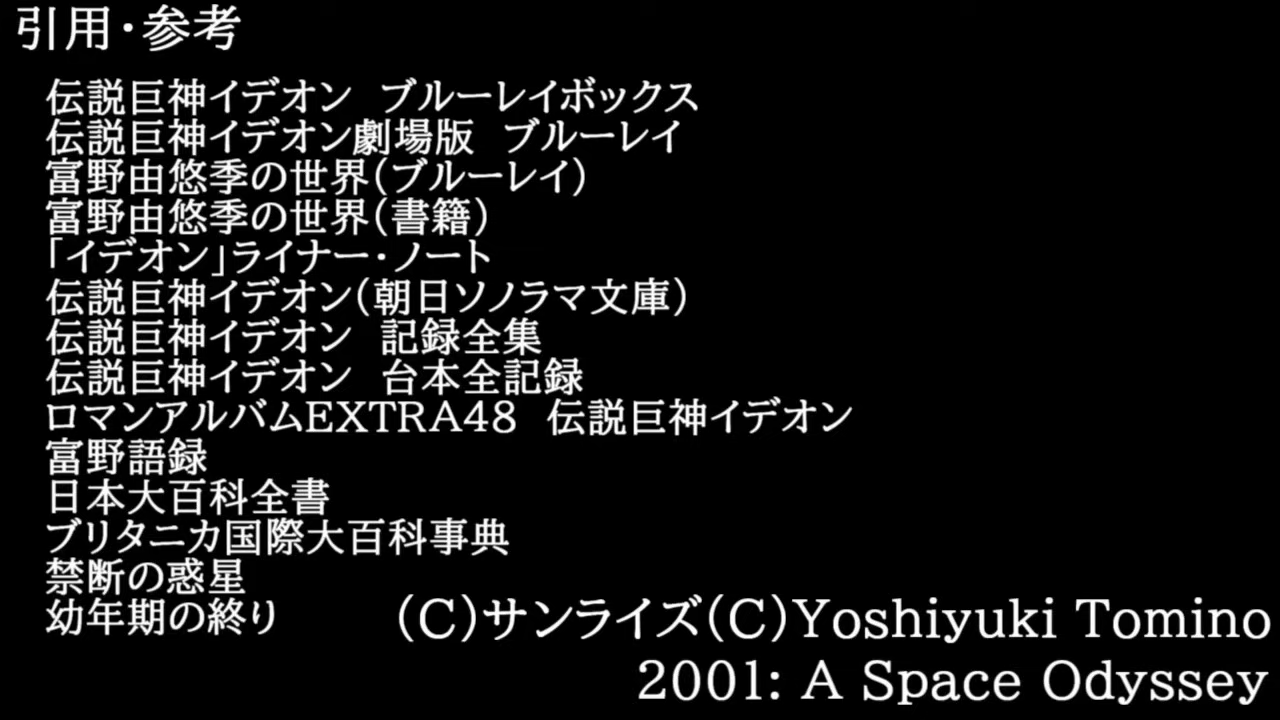 引用・参考
伝説巨神イデオン　ブルーレイボックス
伝説巨神イデオン劇場版　ブルーレイ
富野由悠季の世界(ブルーレイ)
富野由悠季の世界(書籍)
「イデオン」ライナー・ノート
伝説巨神イデオン(朝日ソノラマ文庫)
伝説巨神イデオン　記録全集
伝説巨神イデオン　台本全記録
ロマンアルバムEXTRA48　伝説巨神イデオン
富野語録
日本大百科全書
ブリタニカ国際大百科事典
禁断の惑星
幼年期の終り
(C)サンライズ(C)Yoshiyuki Tomino
2001: A Space Odyssey